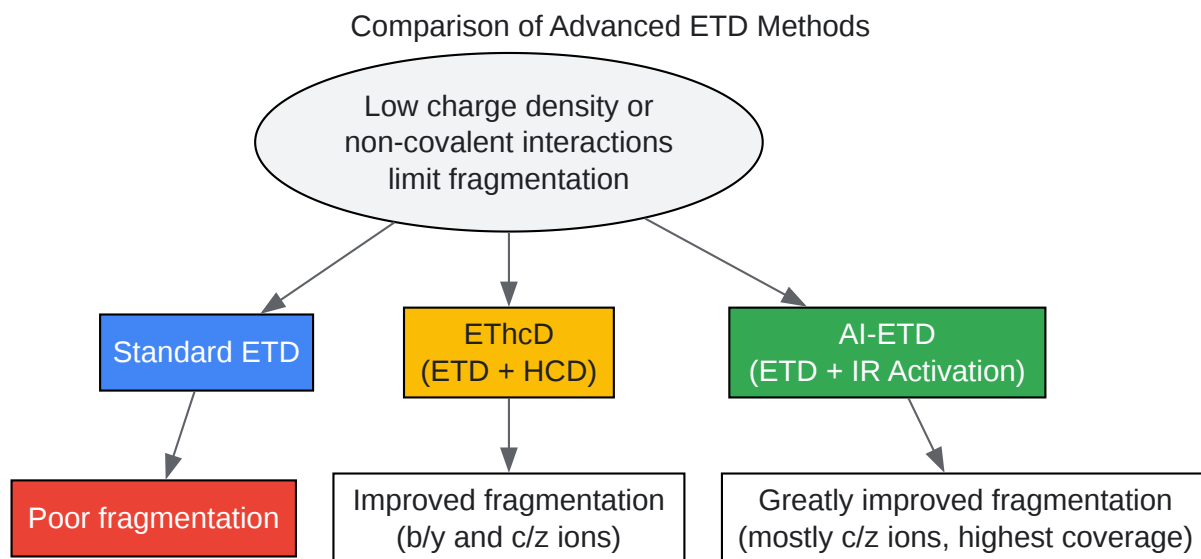 Comparison of Advanced ETD Methods
Low charge density or
non-covalent interactions
limit fragmentation
Standard ETD
EThcD
(ETD + HCD)
AI-ETD
(ETD + IR Activation)
Poor fragmentation
Improved fragmentation
(b/y and c/z ions)
Greatly improved fragmentation
(mostly c/z ions, highest coverage)